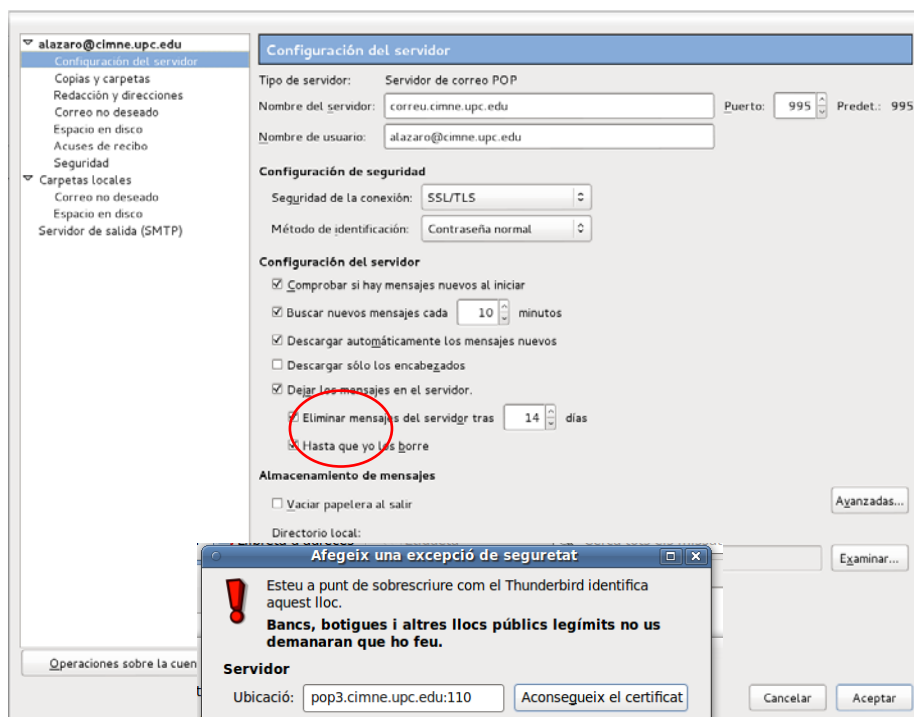 alazaro@cimne.upc.edu
Configuración del servidor
Copias y carpetas
Redacción y direcciones
Correo no deseado
Espacio en disco
Acuses de recibo
Seguridad
Carpetas locales
Correo no deseado
Espacio en disco
Servidor de salida (SMTP)
Operaciones sobre la cuen
Configuración del servidor
Tipo de servidor: Servidor de correo POP
Nombre del servidor: correu.cimne.upc.edu Puerto: 995 Predet.: 995
Nombre de usuario: alazaro@cimne.upc.edu
Configuración de seguridad
Seguridad de la conexión: SSL/TLS
Método de identificación: Contraseña normal
Configuración del servidor
Comprobar si hay mensajes nuevos al iniciar
Buscar nuevos mensajes cada 10 minutos
Descargar automáticamente los mensajes nuevos
Descargar sólo los encabezados
Dejar los mensajes en el servidor.
Eliminar mensajes del servidor tras 14 días
Hasta que yo los borre
Almacenamiento de mensajes
Vaciar papelera al salir
Avanzadas...
Directorio local:
Examinar...
Afegeix una excepció de seguretat
Esteu a punt de sobrescriure com el Thunderbird identifica
aquest lloc.
Bancs, botigues i altres llocs públics legítims no us
demanaran que ho feu.
Servidor
Ubicació: pop3.cimne.upc.edu:110 Aconsegueix el certificat
Cancelar Aceptar